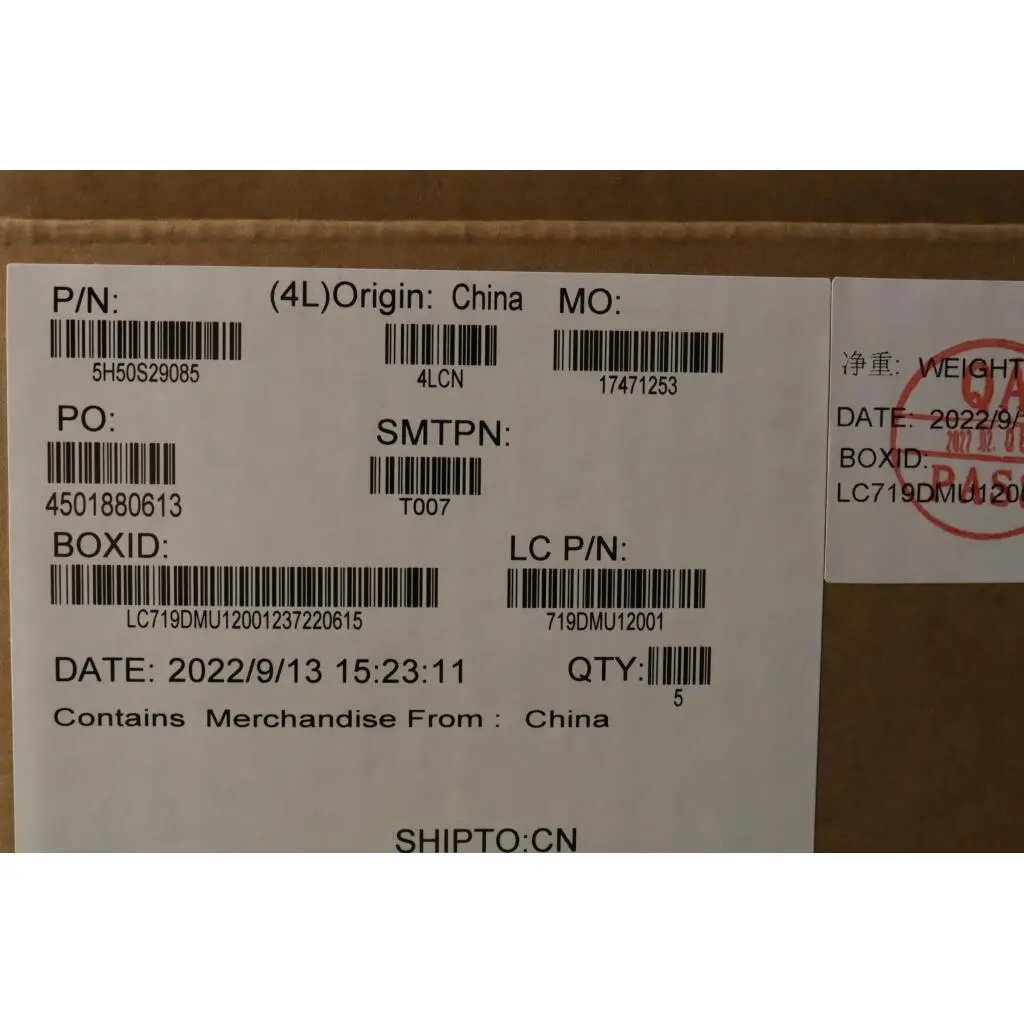 P/N: (4L)Origin: China MO:
5H50S29085 4LCN 17471253
PO: SMTPN:
4501880613 T007
BOXID: LC P/N:
LC719DMU12001237220615 719DMU12001
DATE: 2022/9/13 15:23:11 QTY:
5
Contains Merchandise From : China
SHIPTO:CN
净重: WEIGHT
DATE: 2022/9/
BOXID:
LC719DMU120
QA
PAS